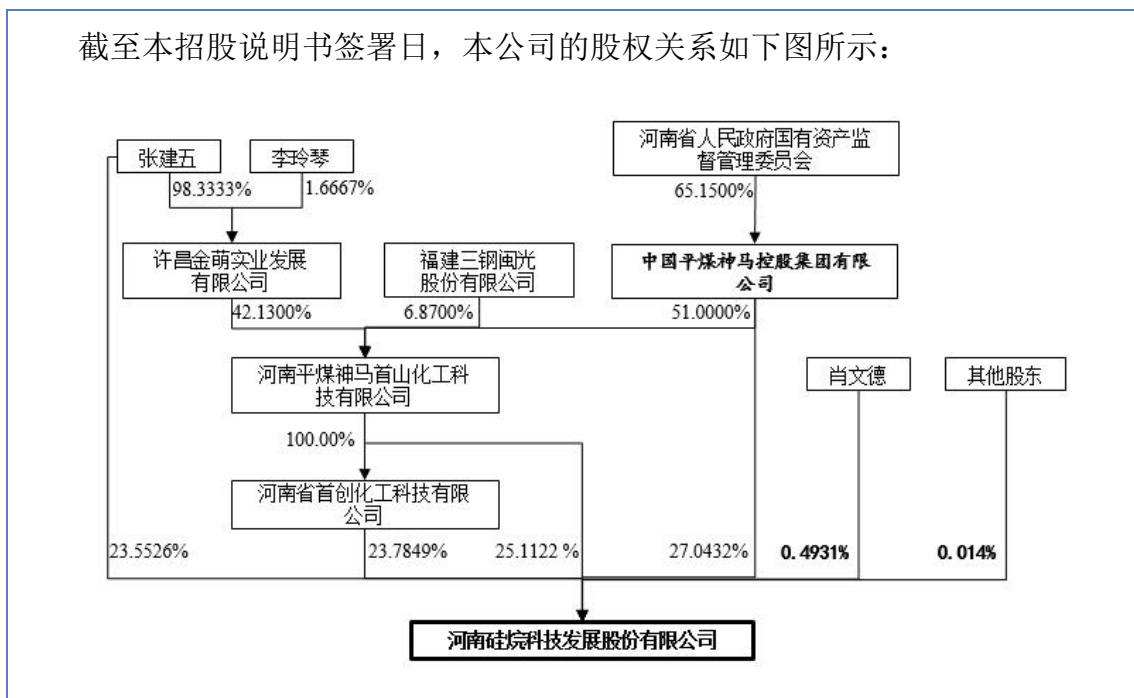 截至本招股说明书签署日，本公司的股权关系如下图所示：
张建五
李玲琴
河南省人民政府国有资产监
督管理委员会
98.3333%
1.6667%
65.1500%
许昌金萌实业发展
有限公司
福建三钢闽光
股份有限公司
中国平煤神马控股集团有限
公司
42.1300%
6.8700%
51.0000%
河南平煤神马首山化工科
技有限公司
肖文德
其他股东
100.00%
河南省首创化工科技有限
公司
23.5526%
23.7849%
25.1122 %
27.0432%
0.4931%
0.014%
河南硅烷科技发展股份有限公司